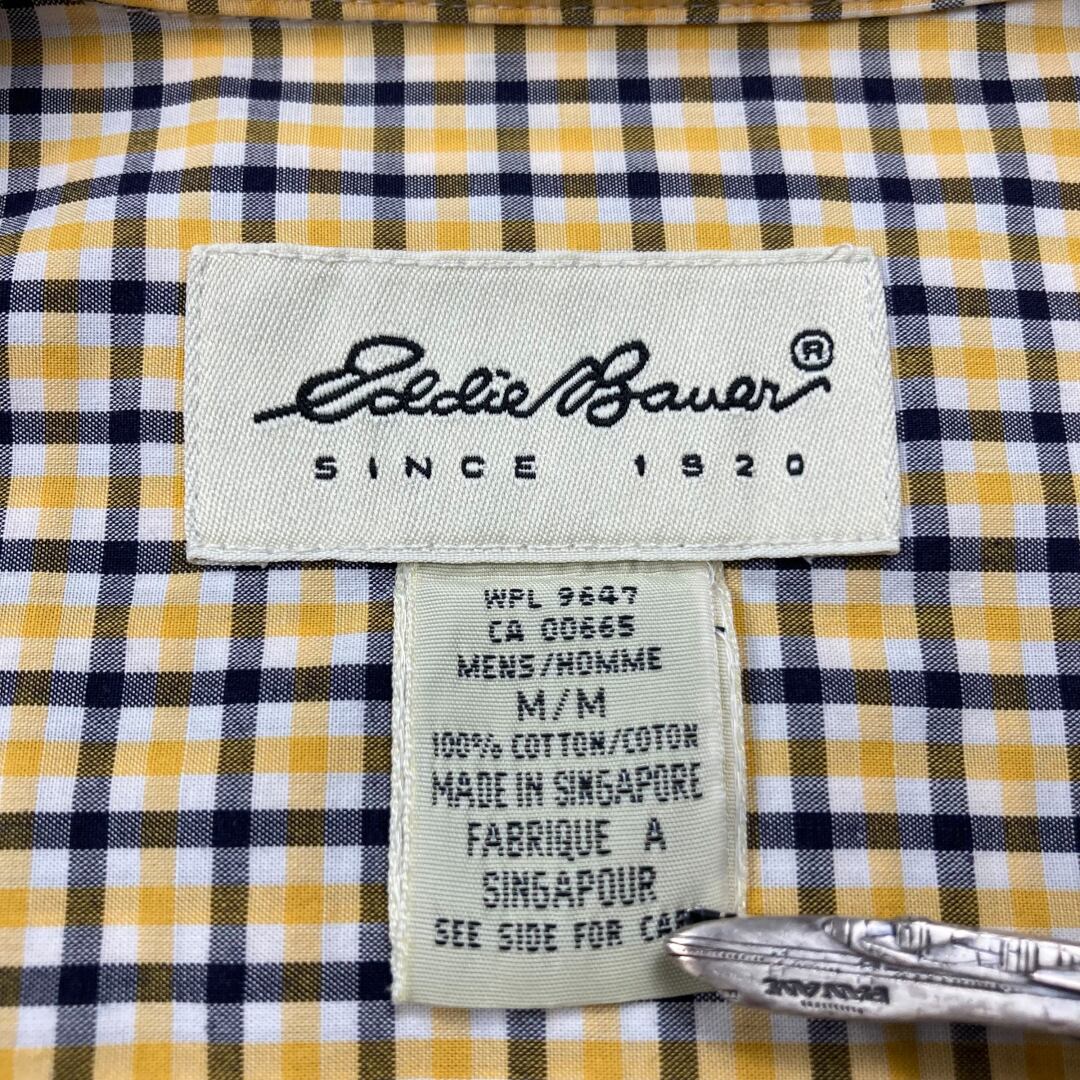 Eddie Bauer®
SINCE 1920
WPL 9647
CA 00665
MENS/HOMME
M/M
100% COTTON/COTON
MADE IN SINGAPORE
FABRIQUE A
SINGAPOUR
SEE SIDE FOR